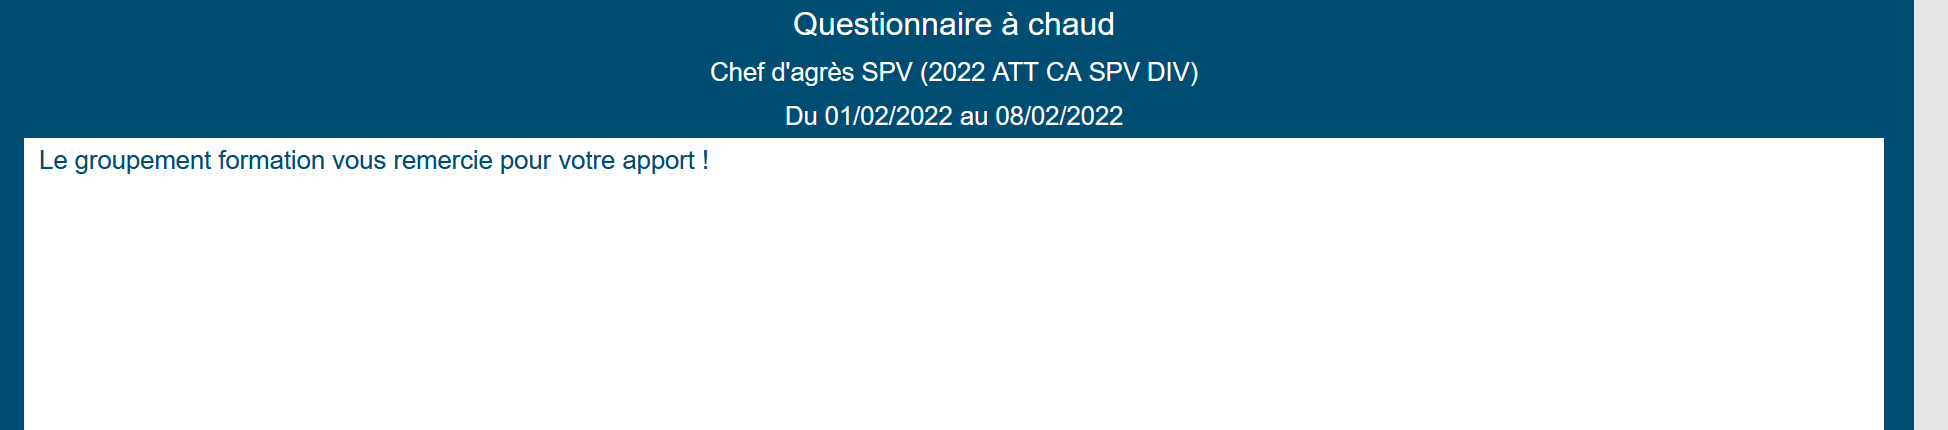 Questionnaire à chaud
Chef d'agrès SPV (2022 ATT CA SPV DIV)
Du 01/02/2022 au 08/02/2022
Le groupement formation vous remercie pour votre apport !